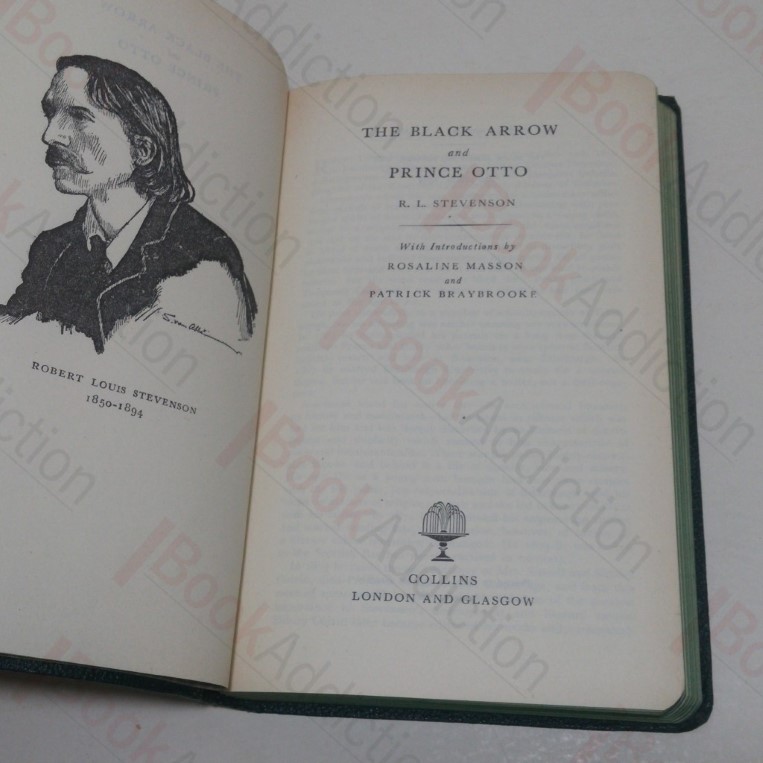 ROBERT LOUIS STEVENSON
1850-1894
THE BLACK ARROW
and
PRINCE OTTO
R. L. STEVENSON
With Introductions by
ROSALINE MASSON
and
PATRICK BRAYBROOKE
COLLINS
LONDON AND GLASGOW
BookAddiction